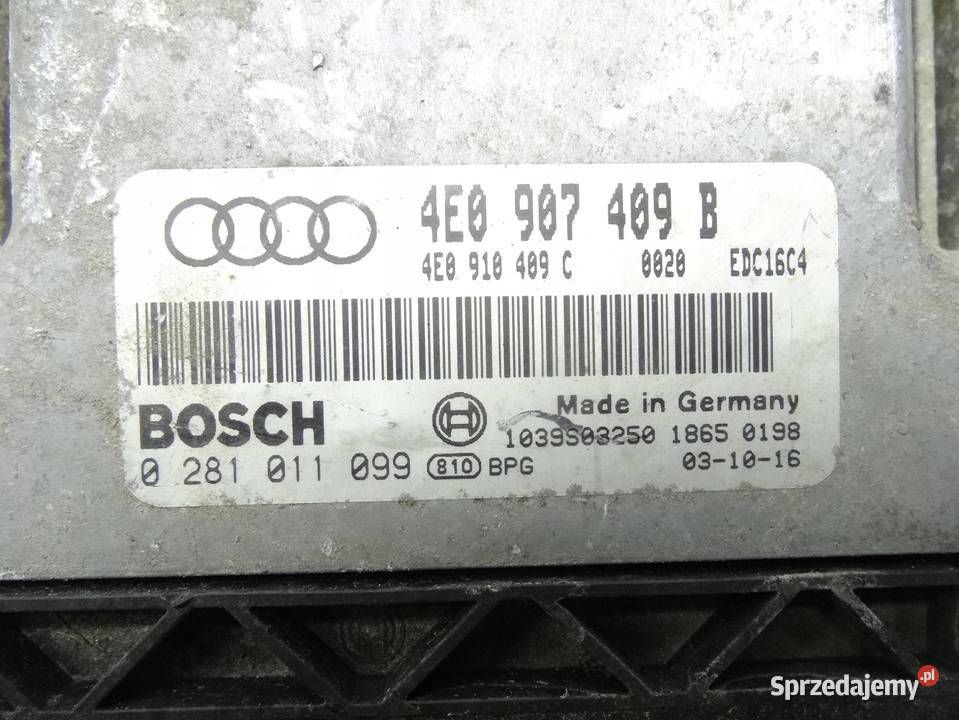 4E0 907 409 B
4E0 910 409 C 0020 EDC16C4
BOSCH
Made in Germany
1039S03250 1865 0198
0 281 011 099 810 BPG
03-10-16
Sprzedajemy.pl